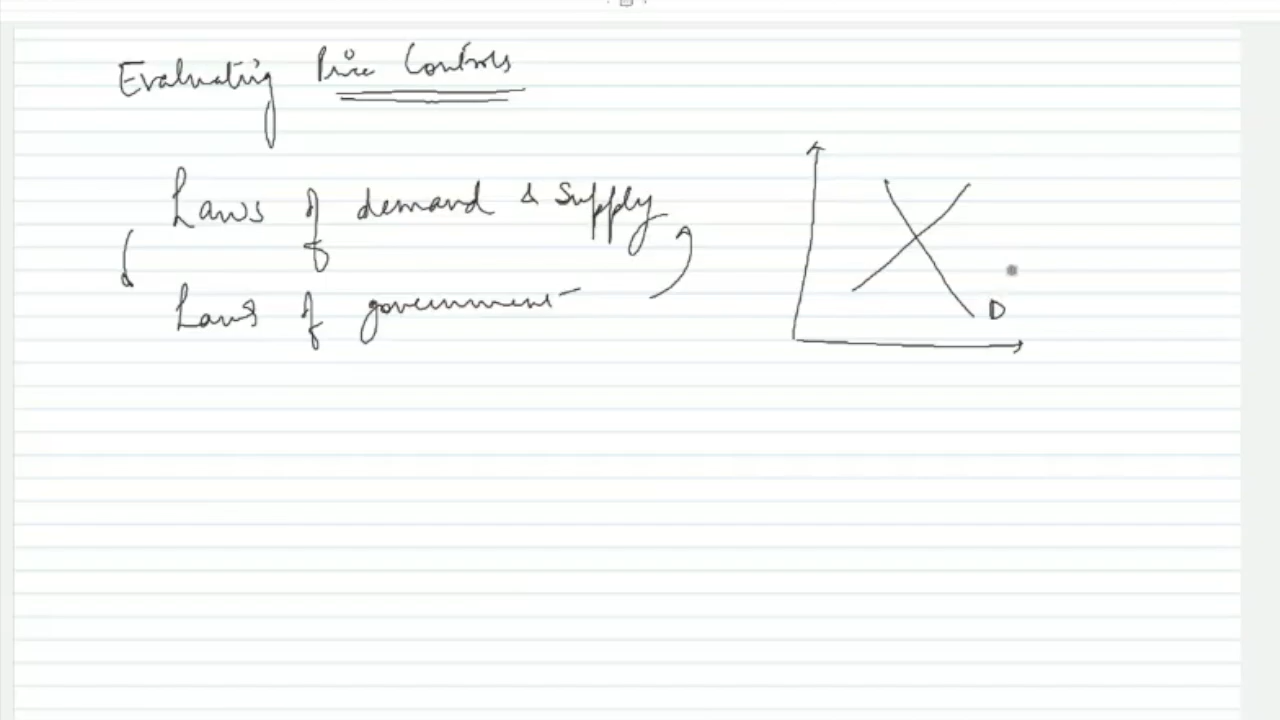 Evaluating Price Controls
Laws of demand & Supply
Laws of government
D